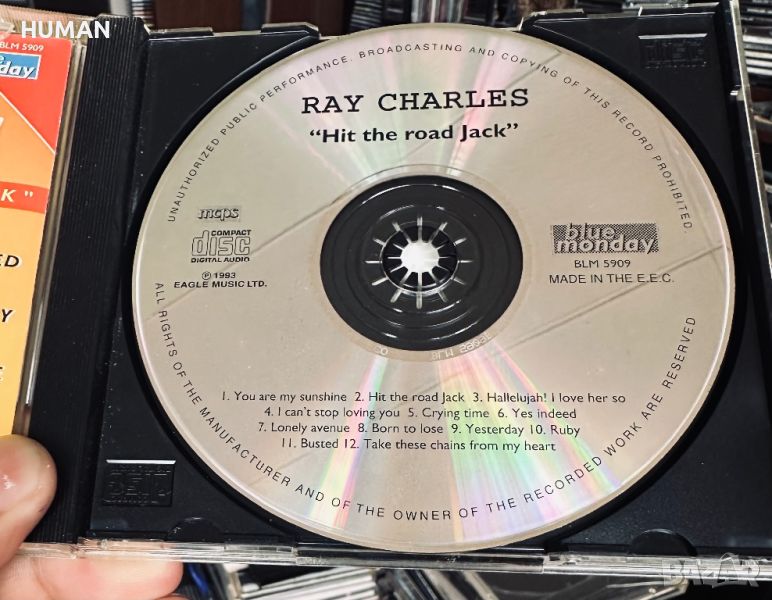 HUMAN
BLM 5909
day
K"
ED
Y
UNAUTHORIZED PUBLIC PERFORMANCE, BROADCASTING AND COPYING OF THIS RECORD PROHIBITED.
RAY CHARLES
"Hit the road Jack"
mcps
COMPACT
disc
DIGITAL AUDIO
℗ 1993
EAGLE MUSIC LTD.
blue
monday
BLM 5909
MADE IN THE E.E.C.
1. You are my sunshine 2. Hit the road Jack 3. Hallelujah! I love her so
4. I can't stop loving you 5. Crying time 6. Yes indeed
7. Lonely avenue 8. Born to lose 9. Yesterday 10. Ruby
11. Busted 12. Take these chains from my heart
ALL RIGHTS OF THE MANUFACTURER AND OF THE OWNER OF THE RECORDED WORK ARE RESERVED
BAZAR